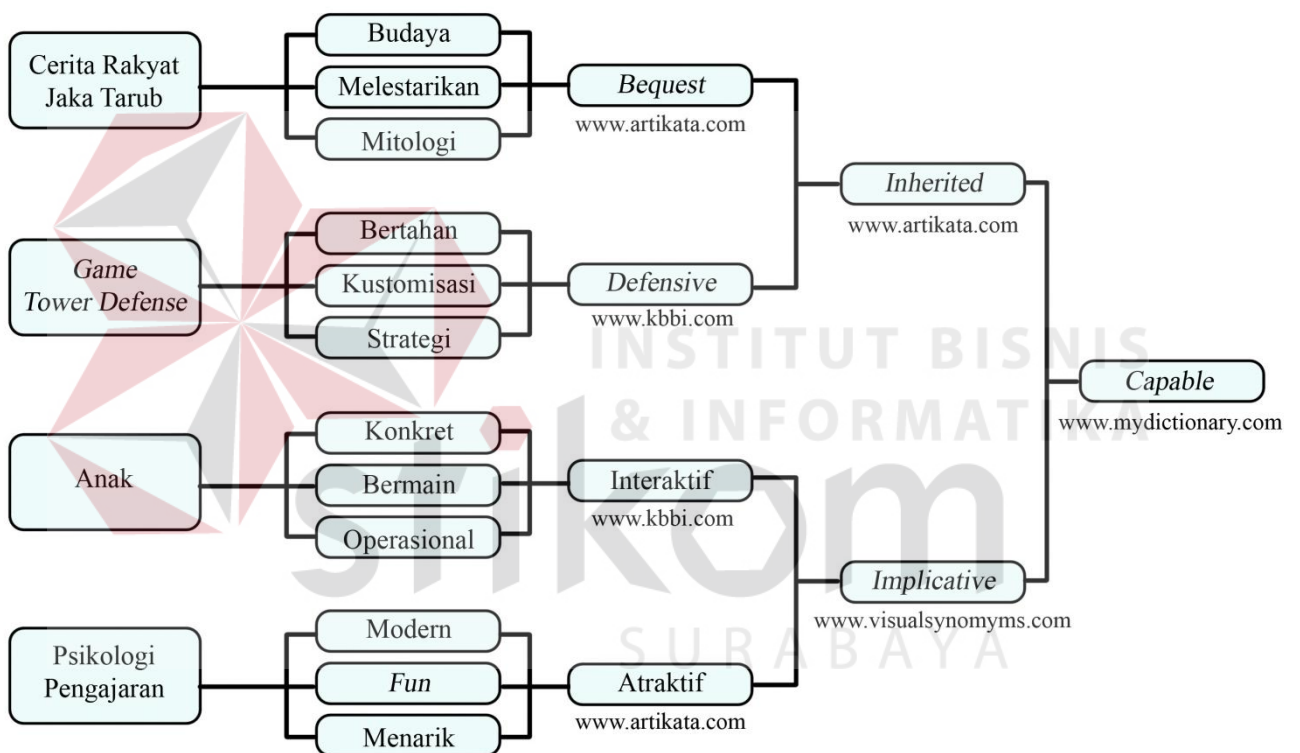 Cerita Rakyat
Jaka Tarub
Budaya
Melestarikan
Mitologi
Bequest
www.artikata.com
Game
Tower Defense
Bertahan
Kustomisasi
Strategi
Defensive
www.kbbi.com
Inherited
www.artikata.com
Anak
Konkret
Bermain
Operasional
Interaktif
www.kbbi.com
Psikologi
Pengajaran
Modern
Fun
Menarik
Atraktif
www.artikata.com
Implicative
www.visualsynomyms.com
Capable
www.mydictionary.com
INSTITUT BISNIS
& INFORMATIKA
stikom
SURABAYA